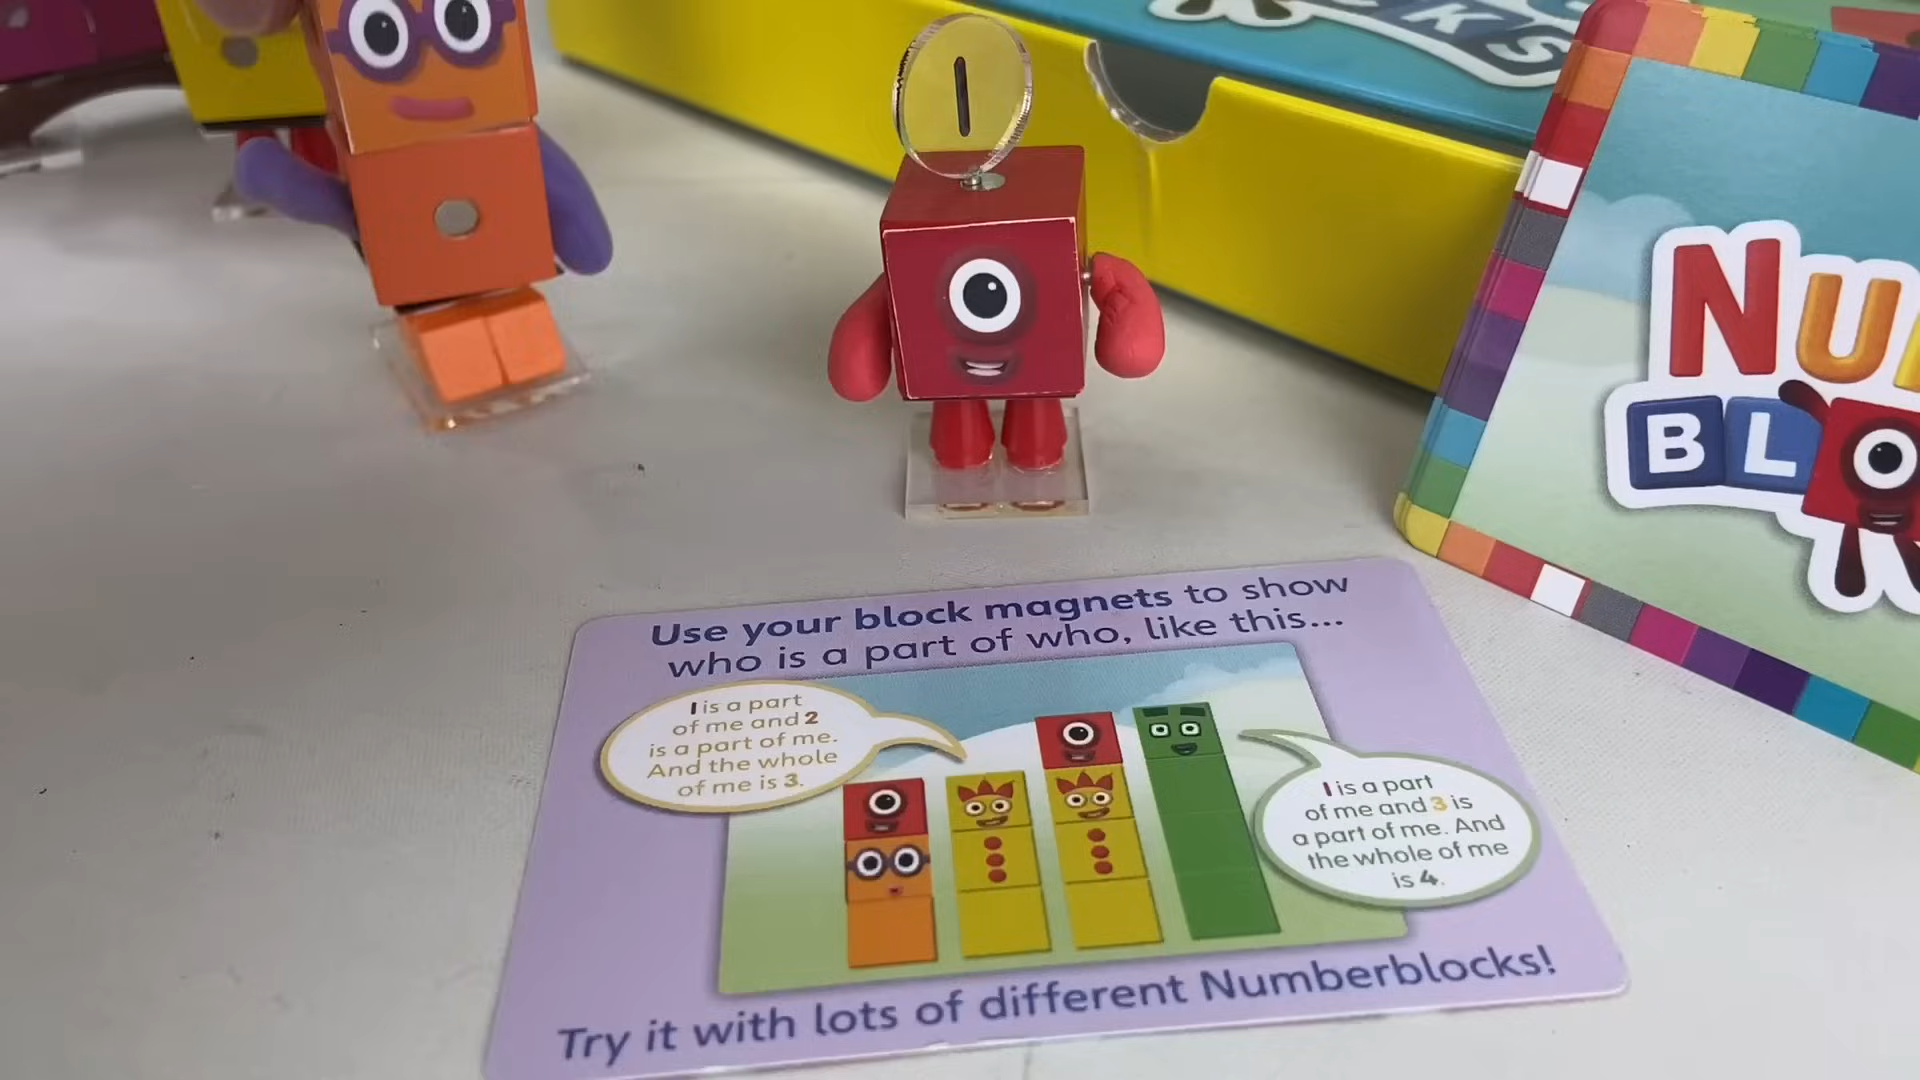 1
CKS
NU
BLO
Use your block magnets to show
who is a part of who, like this...
1 is a part
of me and 2
is a part of me.
And the whole
of me is 3.
1 is a part
of me and 3 is
a part of me. And
the whole of me
is 4.
Try it with lots of different Numberblocks!